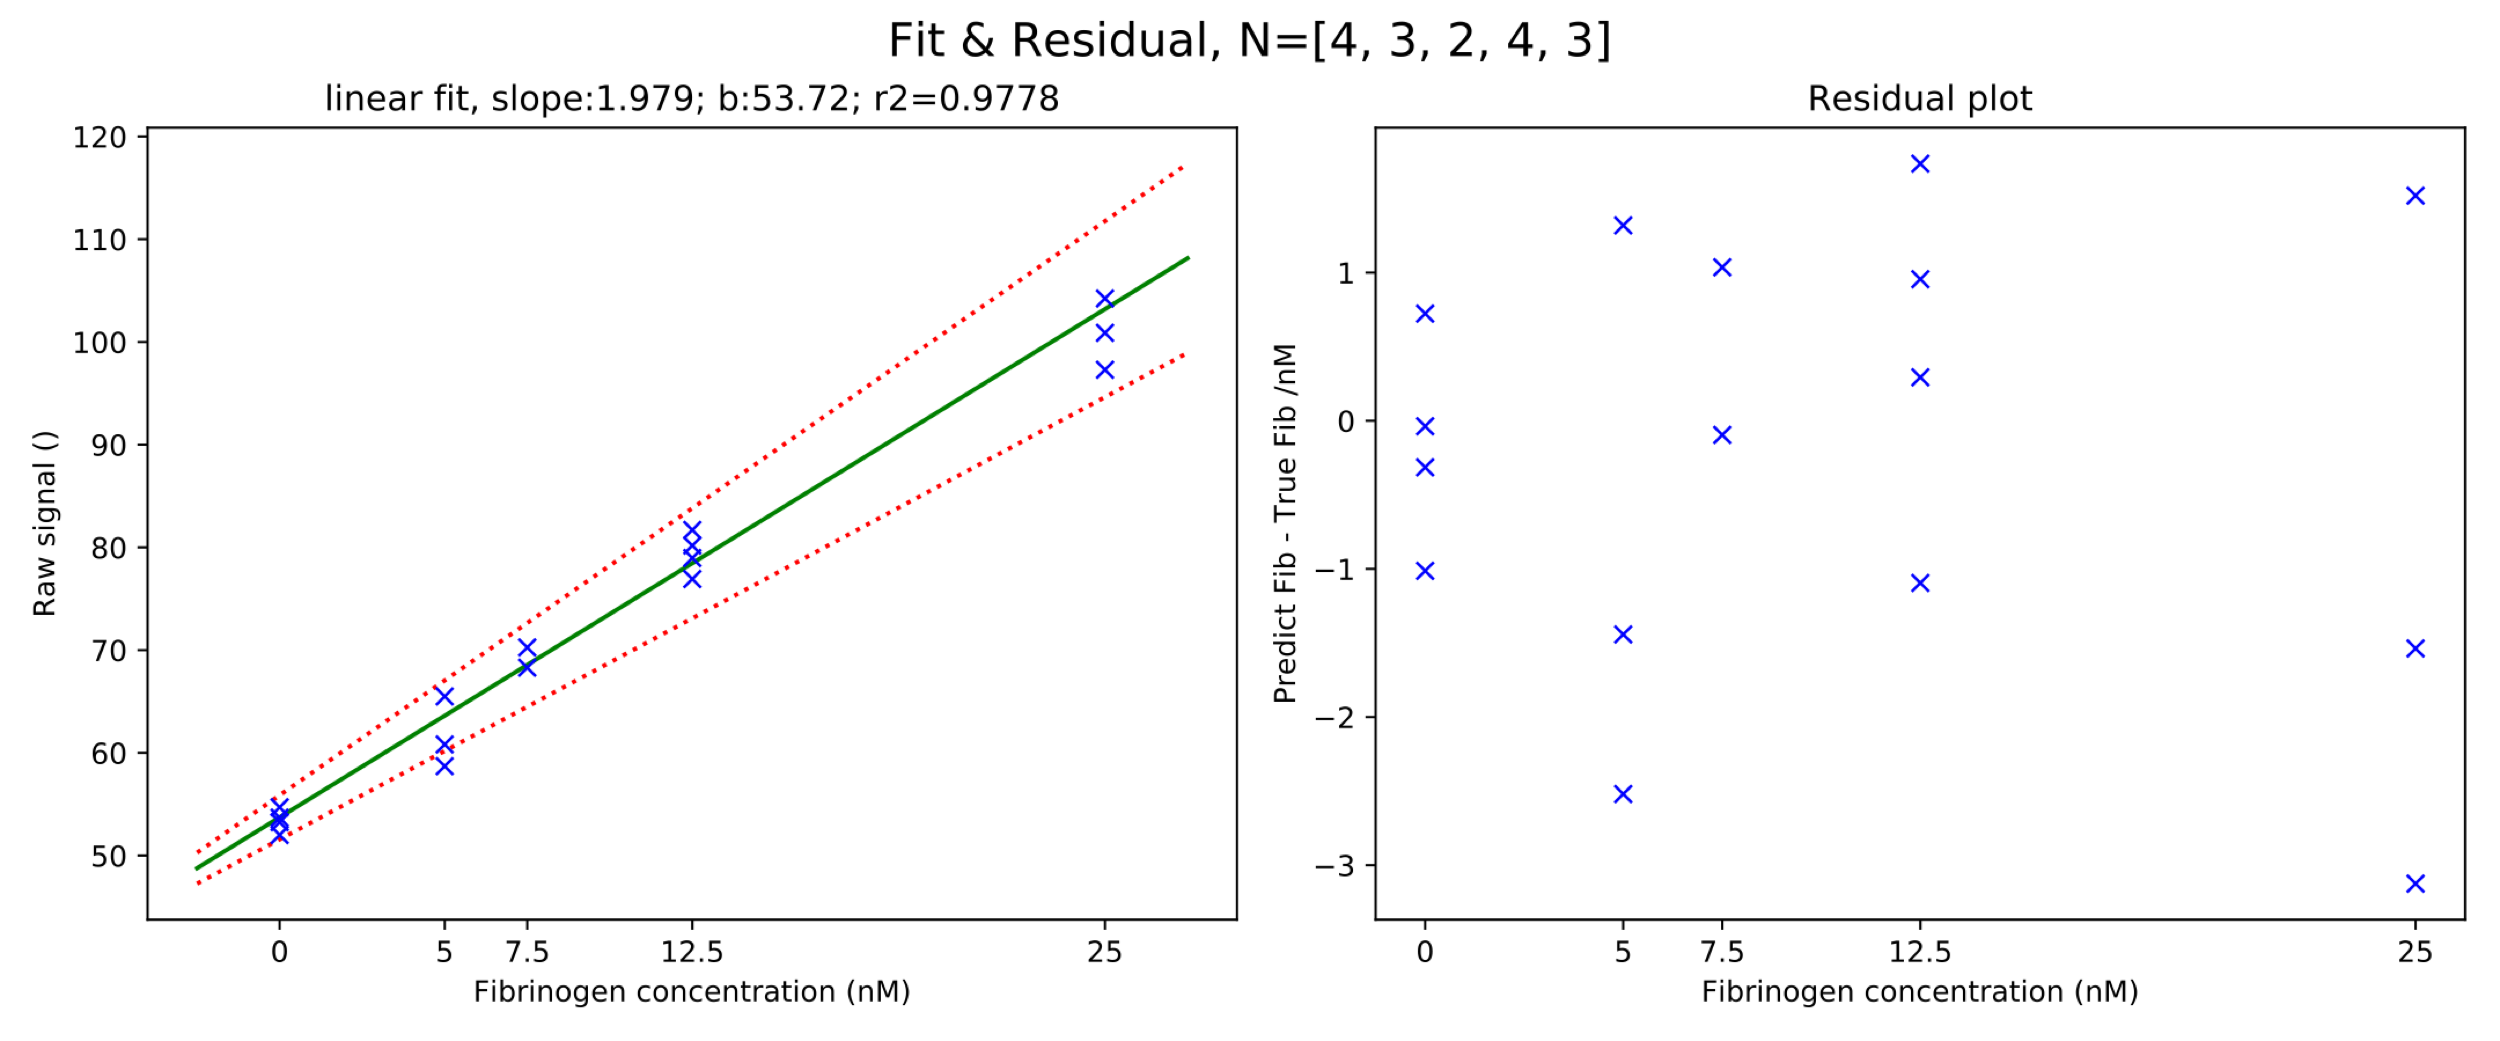 Fit & Residual, N=[4, 3, 2, 4, 3]
linear fit, slope:1.979; b:53.72; r2=0.9778
120
110
100
90
80
70
60
50
Raw signal ()
0 5 7.5 12.5 25
Fibrinogen concentration (nM)
Residual plot
1
0
−1
−2
−3
Predict Fib - True Fib /nM
0 5 7.5 12.5 25
Fibrinogen concentration (nM)